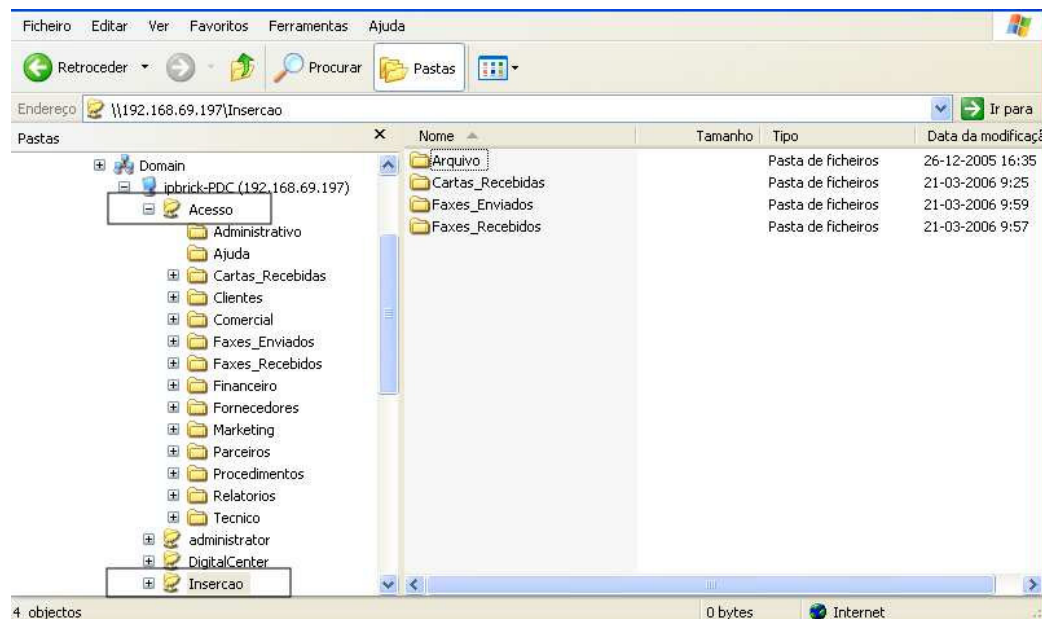 Ficheiro Editar Ver Favoritos Ferramentas Ajuda
Retroceder Procurar Pastas
Endereço \\192.168.69.197\Insercao Ir para
Pastas
Domain
ipbrick-PDC (192.168.69.197)
Acesso
Administrativo
Ajuda
Cartas_Recebidas
Clientes
Comercial
Faxes_Enviados
Faxes_Recebidos
Financeiro
Fornecedores
Marketing
Parceiros
Procedimentos
Relatorios
Tecnico
administrator
DigitalCenter
Insercao
Nome Tamanho Tipo Data da modificaçã
Arquivo Pasta de ficheiros 26-12-2005 16:35
Cartas_Recebidas Pasta de ficheiros 21-03-2006 9:25
Faxes_Enviados Pasta de ficheiros 21-03-2006 9:59
Faxes_Recebidos Pasta de ficheiros 21-03-2006 9:57
4 objectos 0 bytes Internet